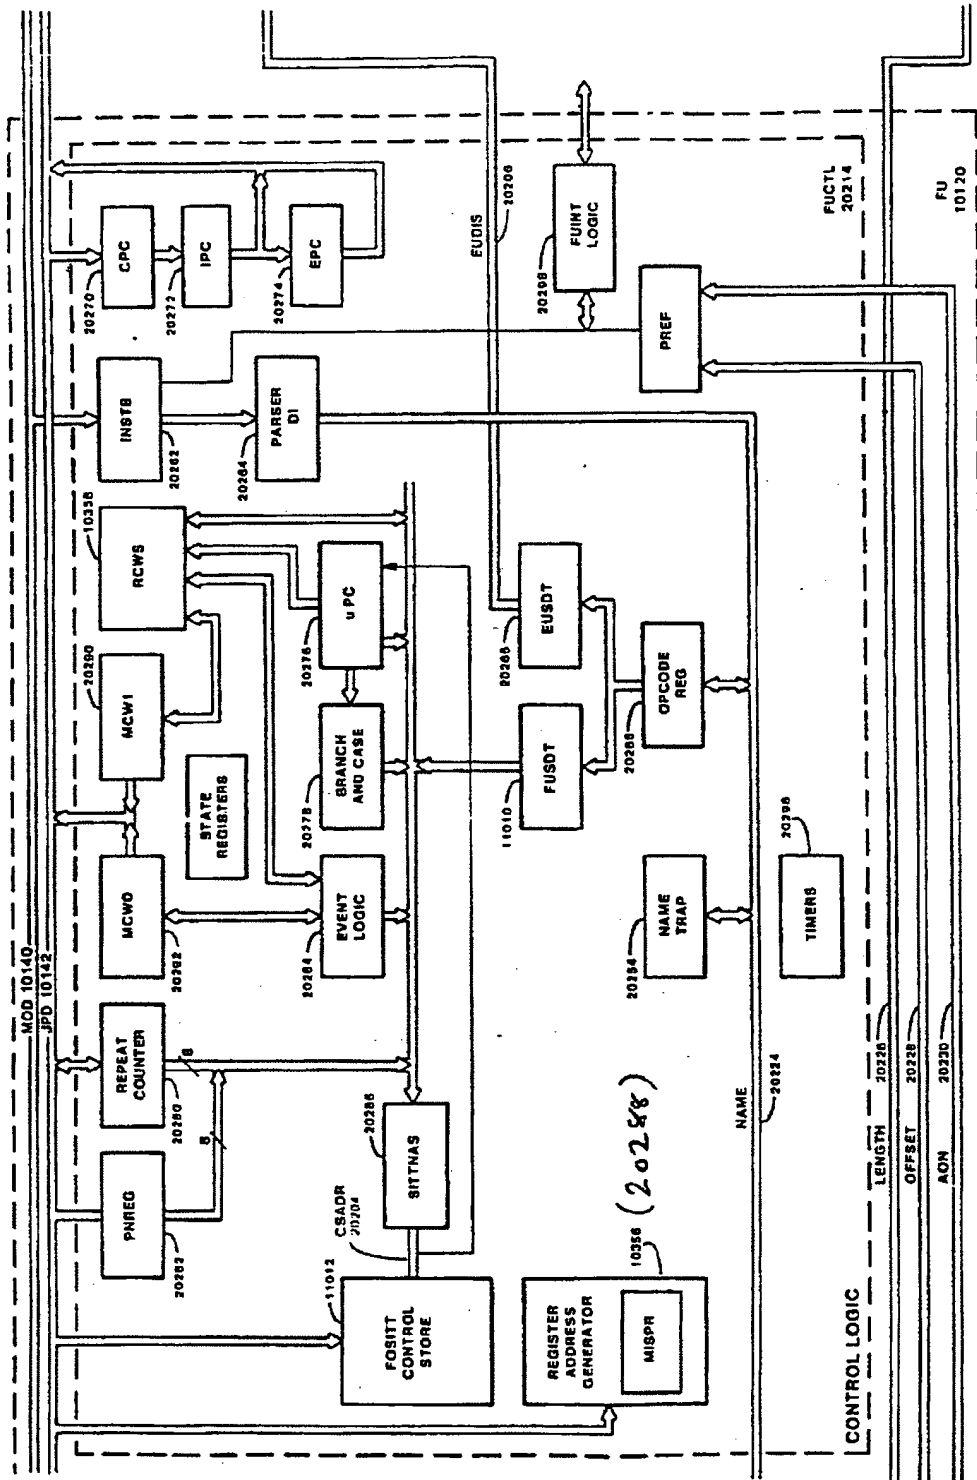 MOD 10140
JPD 10142
PNREG
20282
REPEAT
COUNTER
20280
8
8
MCW0
20292
MCW1
20290
STATE
REGISTERS
RCWS
10358
INSTB
20262
CPC
20270
IPC
20272
EPC
20274
PARSER
DI
20264
EVENT
LOGIC
20284
BRANCH
AND CASE
20278
u PC
20276
FOSITT
CONTROL
STORE
11012
CSADR
20204
SITTNAS
20286
EUDIS
20206
FUINT
LOGIC
20298
FUSDT
11010
EUSDT
20266
REGISTER
ADDRESS
GENERATOR
MISPR
10356
(20288)
NAME
TRAP
20254
OPCODE
REG
20268
PREF
NAME
20224
TIMERS
20296
FUCTL
20214
CONTROL LOGIC
LENGTH
20226
OFFSET
20228
AON
20230
FU
10120